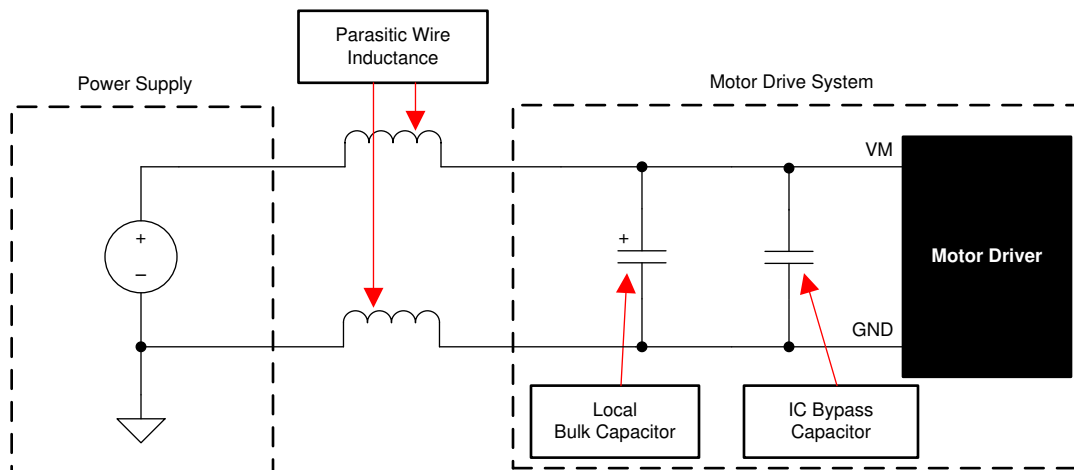 Parasitic Wire
Inductance
Power Supply
Motor Drive System
VM
+
–
+
Motor Driver
GND
Local
Bulk Capacitor
IC Bypass
Capacitor